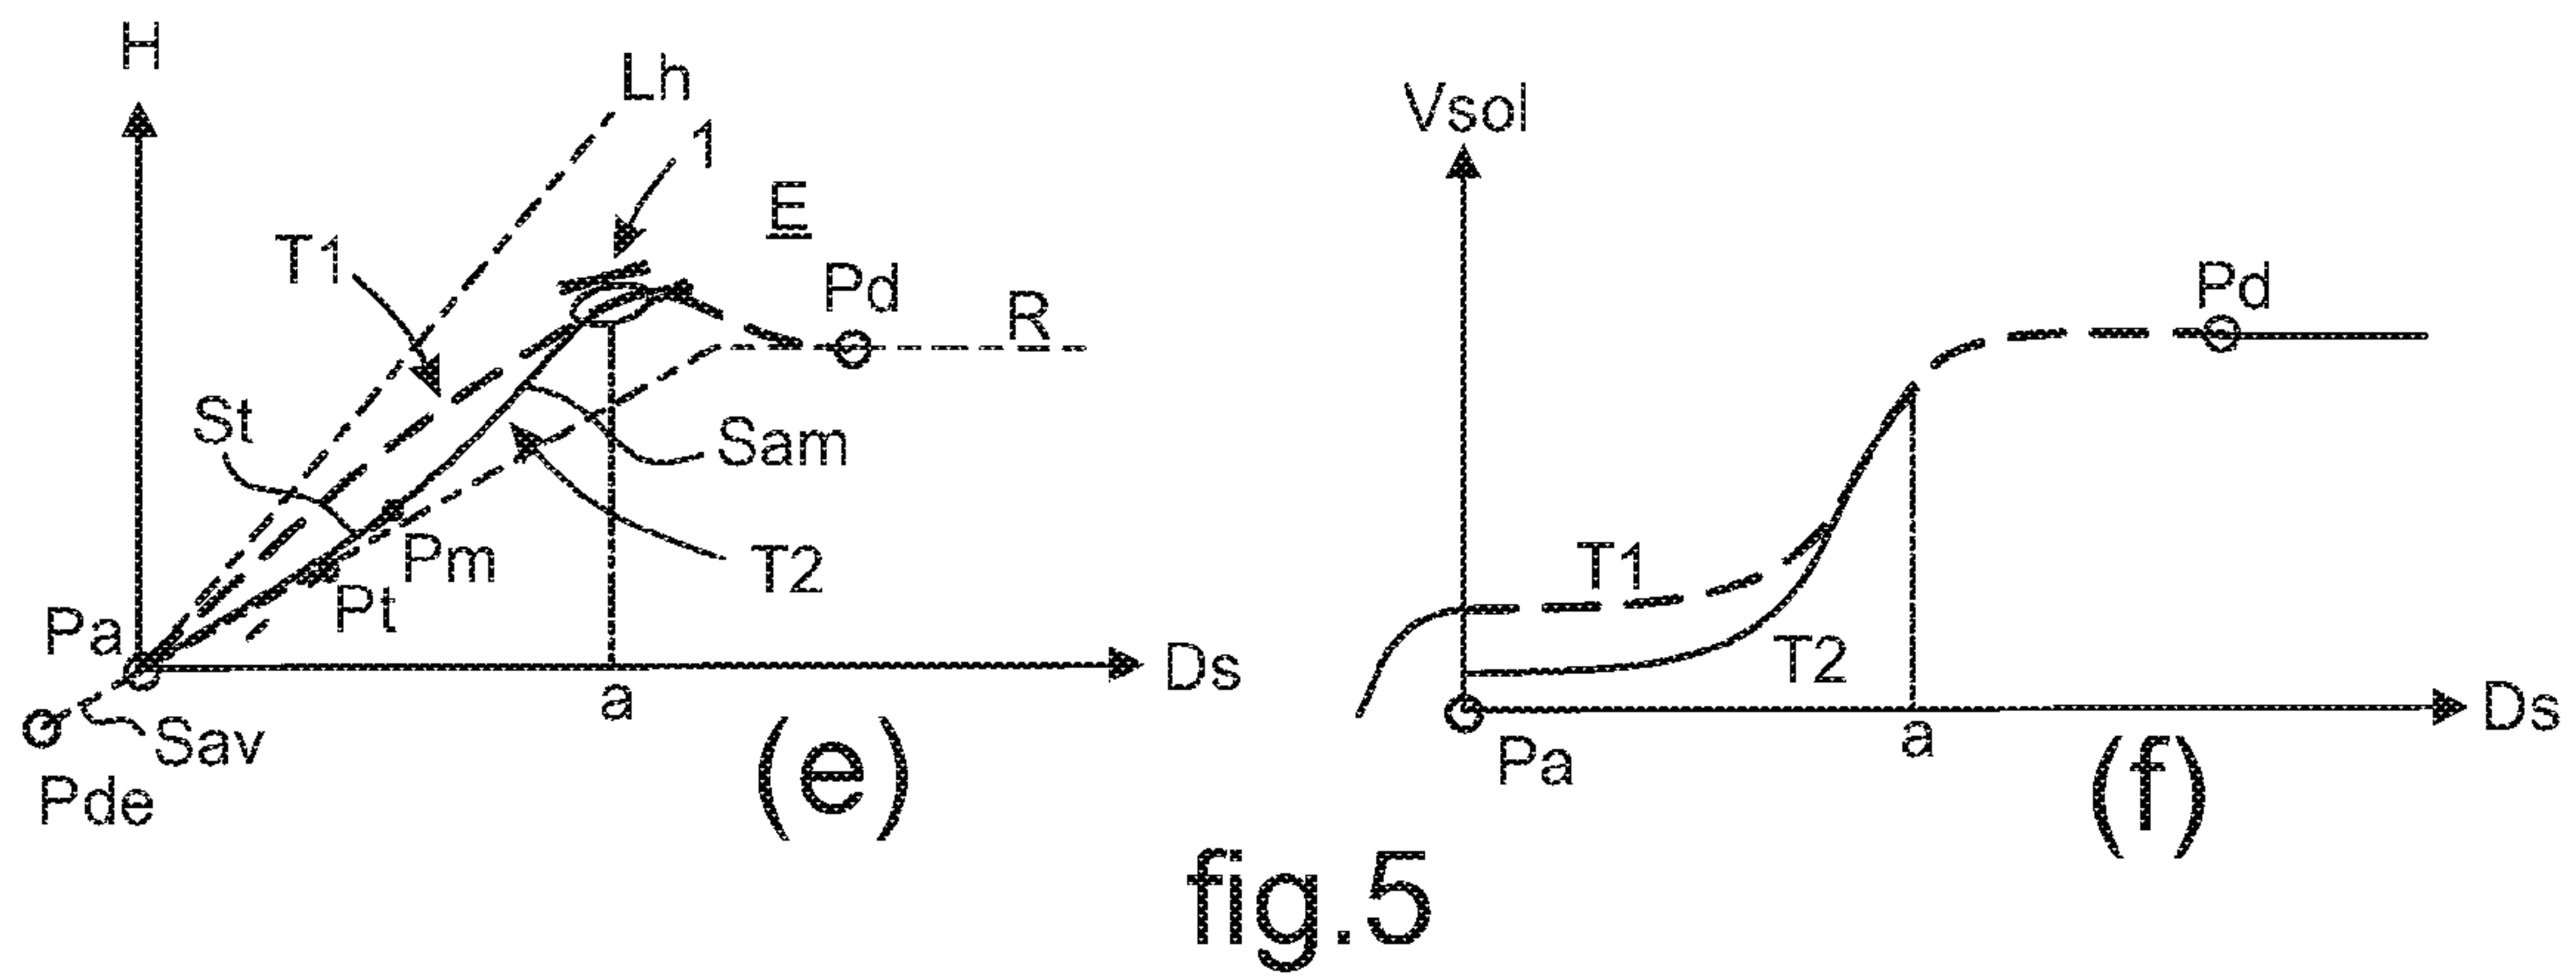 H
Lh
1
E
T1
Pd
R
St
Sam
Pm
T2
Pt
Pa
Ds
a
Sav
Pde
(e)
Vsol
Pd
T1
T2
Ds
Pa
a
(f)
fig.5